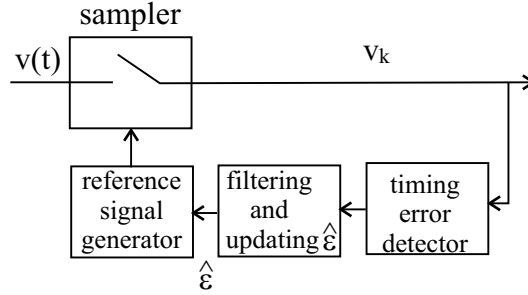 sampler
v(t)
v_k
reference
signal
generator
filtering
and
updating ε̂
timing
error
detector
ε̂